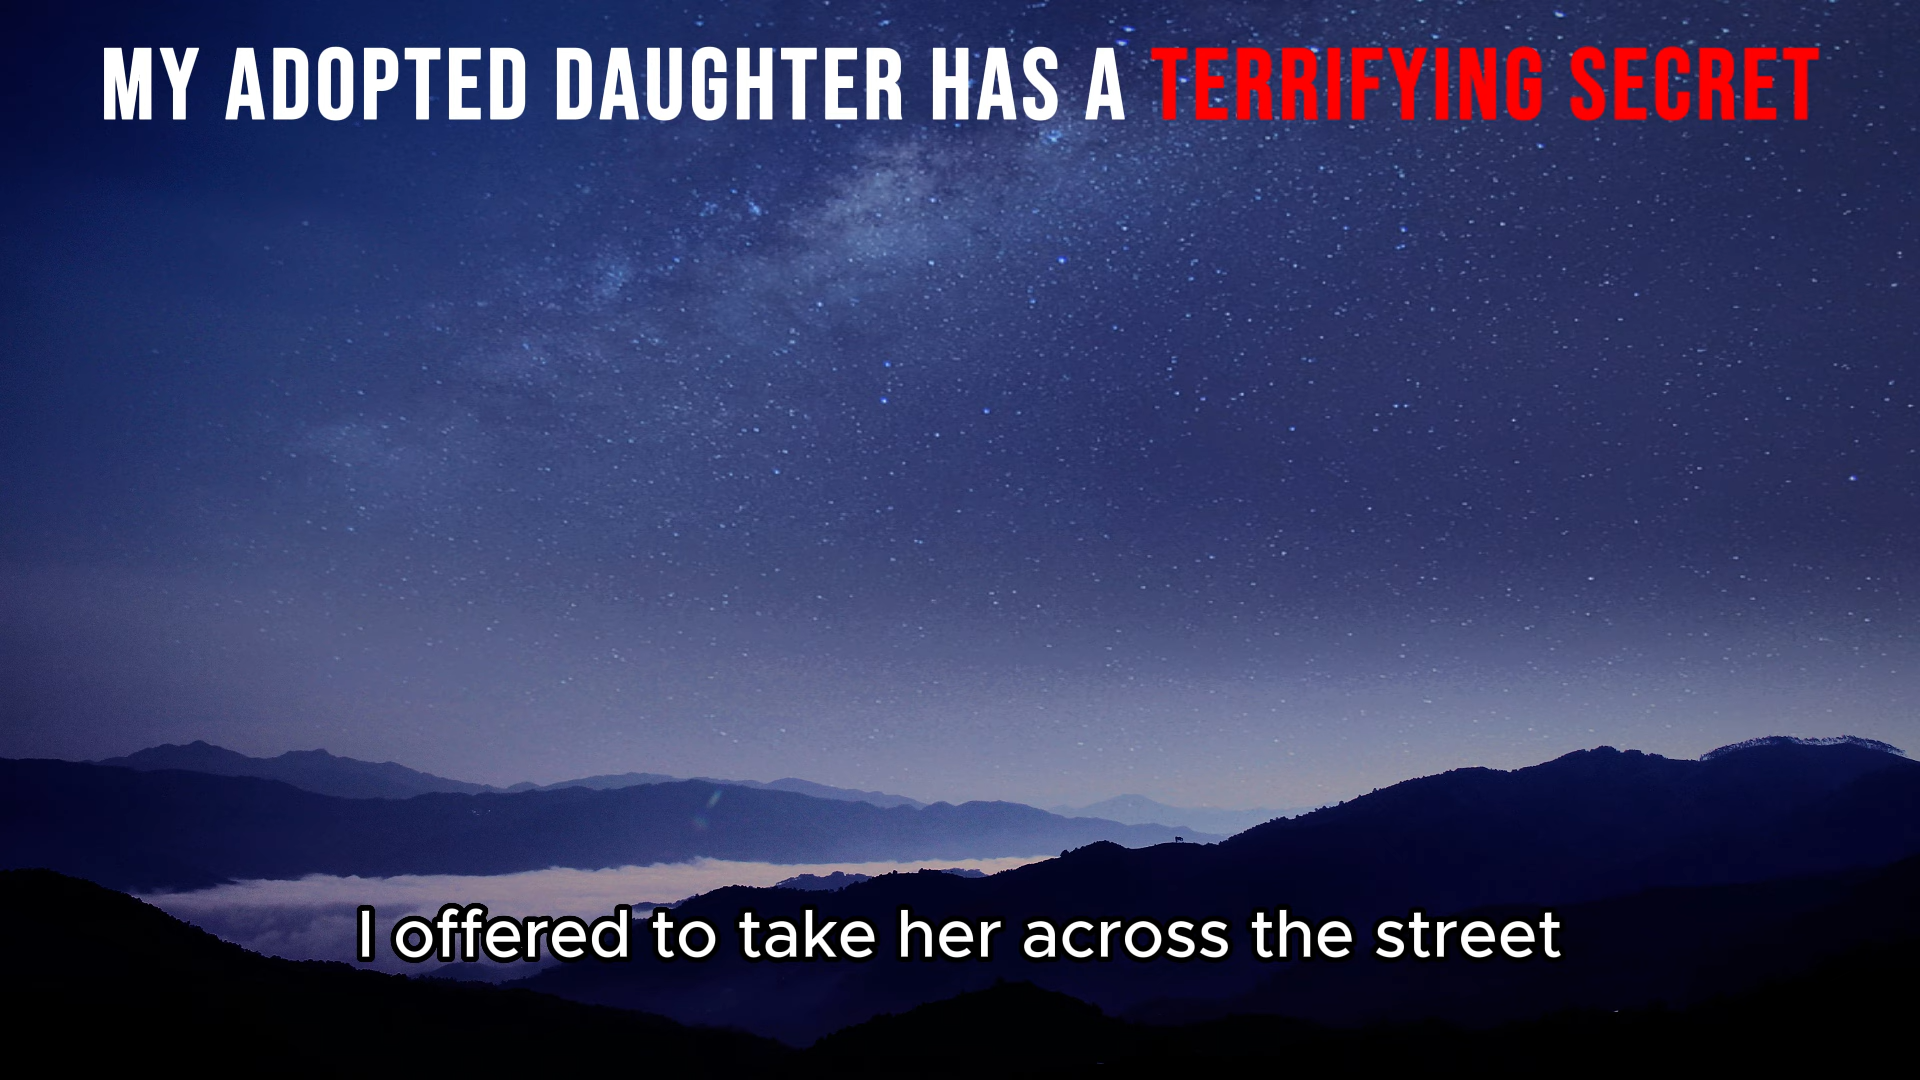 MY ADOPTED DAUGHTER HAS A TERRIFYING SECRET
I offered to take her across the street